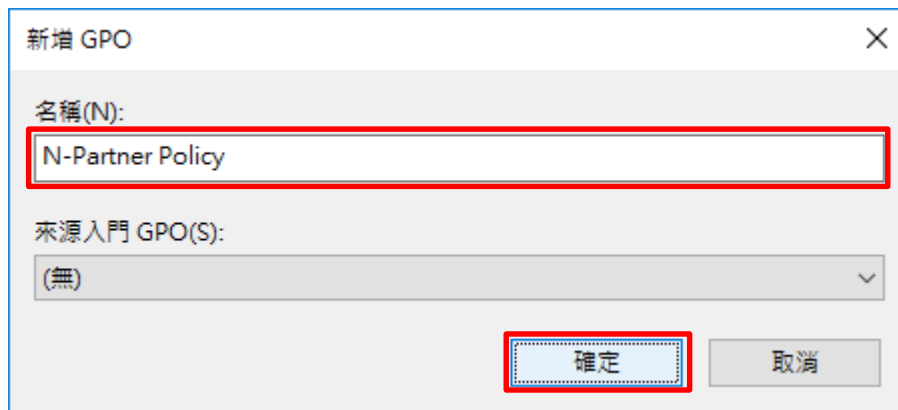 新增 GPO
名稱(N):
N-Partner Policy
來源入門 GPO(S):
(無)
確定
取消